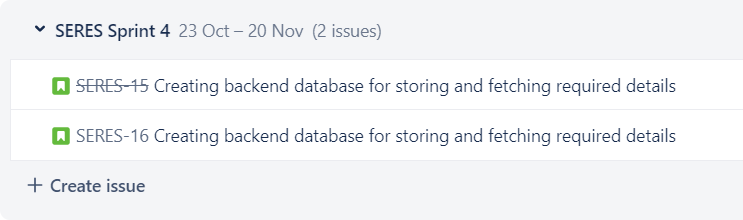 SERES Sprint 4 23 Oct – 20 Nov (2 issues)
SERES-15 Creating backend database for storing and fetching required details
SERES-16 Creating backend database for storing and fetching required details
+ Create issue